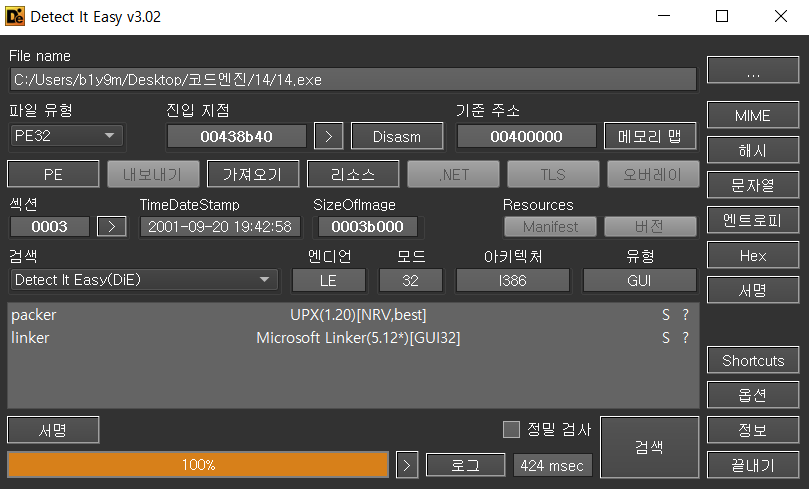 Detect It Easy v3.02
File name
C:/Users/b1y9m/Desktop/코드엔진/14/14.exe
...
파일 유형 진입 지점 기준 주소
PE32 00438b40 > Disasm 00400000 메모리 맵
MIME
PE 내보내기 가져오기 리소스 .NET TLS 오버레이
해시
문자열
섹션 TimeDateStamp SizeOfImage Resources
0003 > 2001-09-20 19:42:58 0003b000 Manifest 버전
엔트로피
검색 엔디언 모드 아키텍처 유형
Hex
Detect It Easy(DiE) LE 32 I386 GUI
서명
packer UPX(1.20)[NRV,best] S ?
linker Microsoft Linker(5.12*)[GUI32] S ?
Shortcuts
옵션
서명 정밀 검사 검색
정보
100% > 로그 424 msec
끝내기